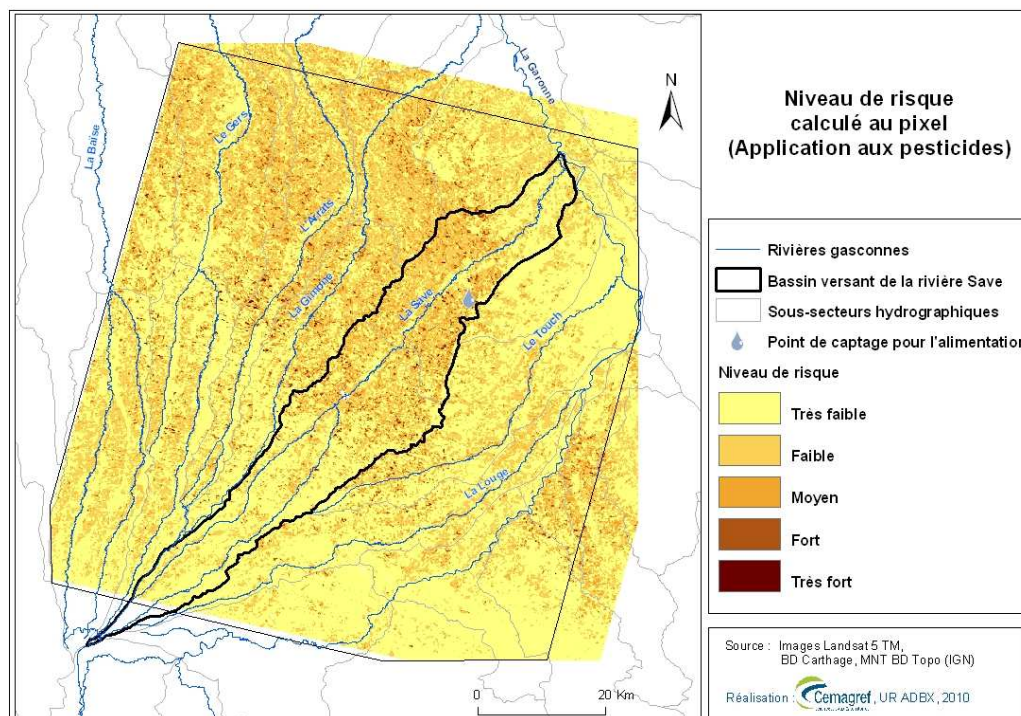 Niveau de risque
calculé au pixel
(Application aux pesticides)
La Garonne
N
Le Gers
La Baïse
L'Arrats
La Gimone
La Save
Le Touch
La Louge
0 20 Km
Rivières gasconnes
Bassin versant de la rivière Save
Sous-secteurs hydrographiques
Point de captage pour l'alimentation
Niveau de risque
Très faible
Faible
Moyen
Fort
Très fort
Source : Images Landsat 5 TM,
BD Carthage, MNT BD Topo (IGN)
Réalisation : Cemagref, UR ADBX, 2010